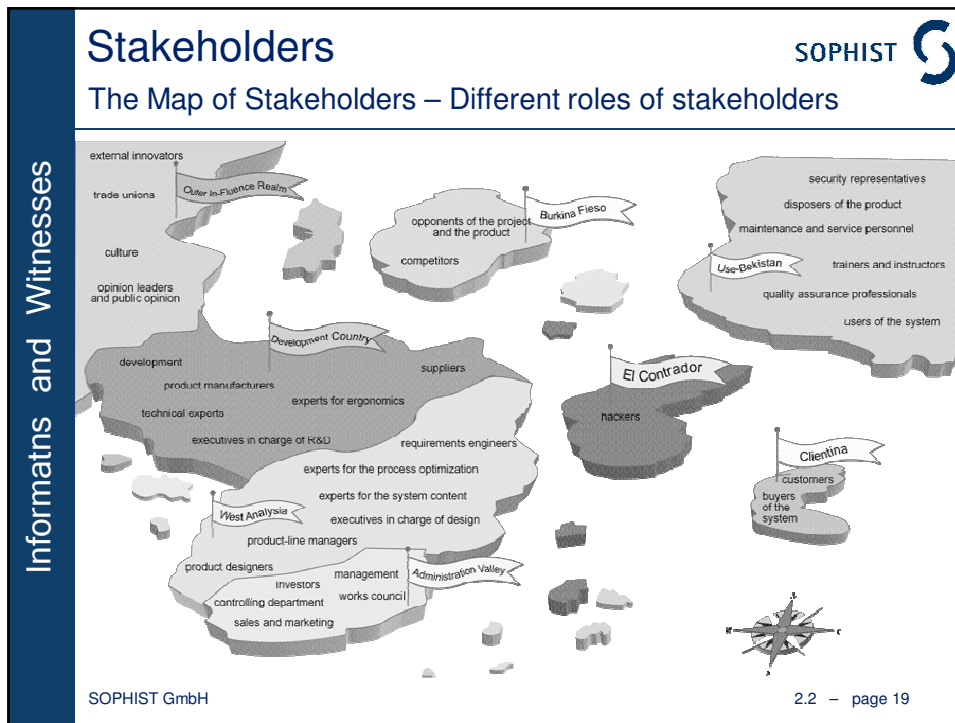 Stakeholders
SOPHIST
The Map of Stakeholders – Different roles of stakeholders
Informatns and Witnesses
external innovators
trade unions
Outer In-Fluence Realm
culture
opinion leaders
and public opinion
opponents of the project
and the product
competitors
Burkina Fieso
security representatives
disposers of the product
maintenance and service personnel
Use-Bekistan
trainers and instructors
quality assurance professionals
users of the system
Development Country
development
suppliers
product manufacturers
experts for ergonomics
technical experts
executives in charge of R&D
El Contrador
hackers
requirements engineers
experts for the process optimization
experts for the system content
West Analysia
executives in charge of design
product-line managers
product designers
Clientina
customers
buyers
of the
system
Administration Valley
investors
management
controlling department
works council
sales and marketing
SOPHIST GmbH
2.2 – page 19